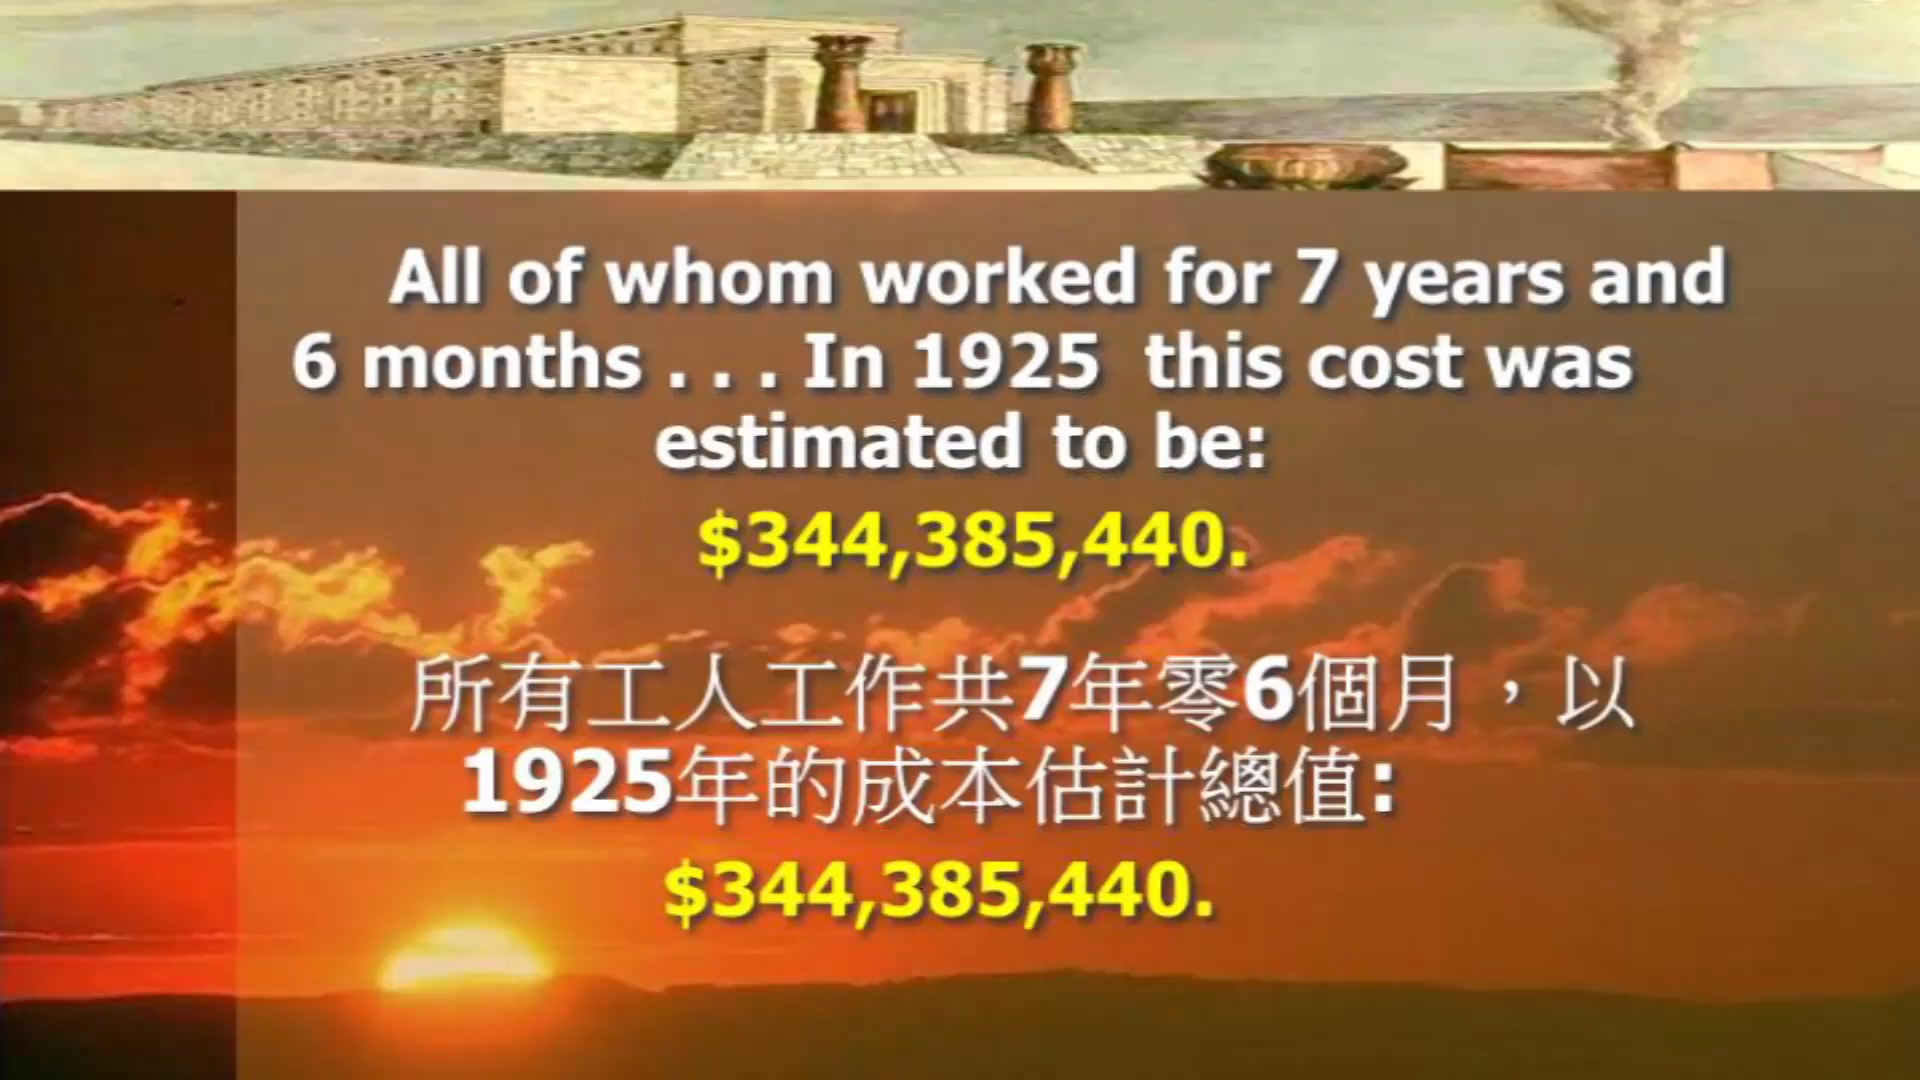 All of whom worked for 7 years and
6 months . . . In 1925 this cost was
estimated to be:
$344,385,440.
所有工人工作共7年零6個月，以
1925年的成本估計總值:
$344,385,440.